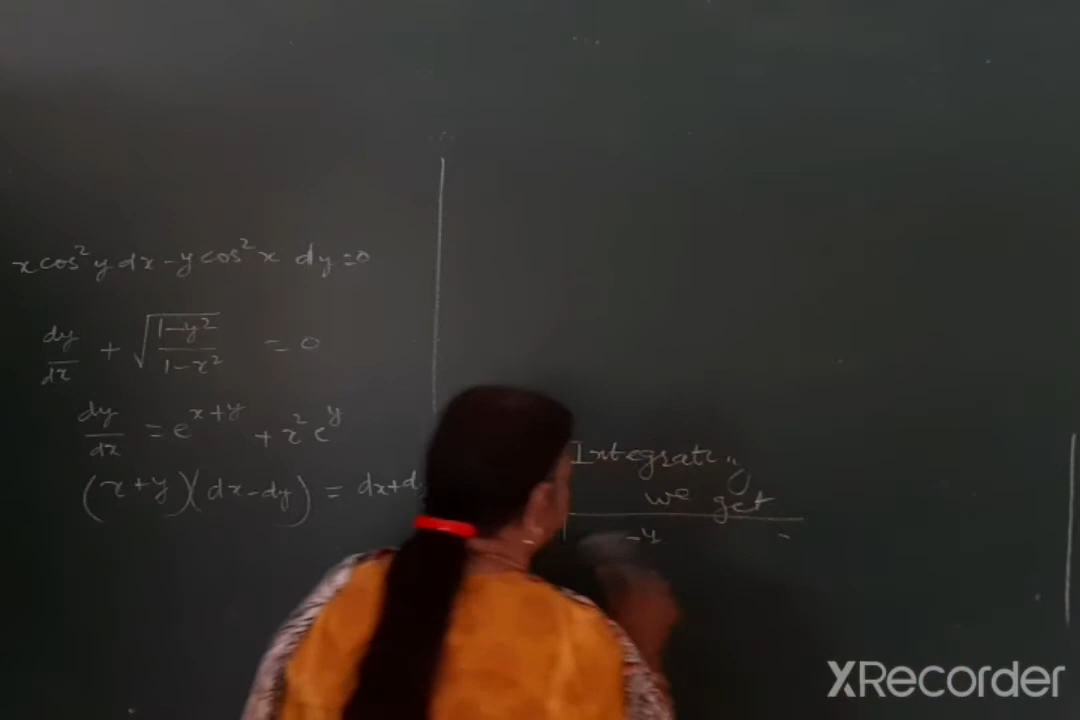 x cos² y dx - y cos² x dy = 0
dy/dx + √(1-y²/1-x²) = 0
dy/dx = e^(x+y) + x² e^y
(x+y)(dx-dy) = dx+d
Integrating
we get
-y
XRecorder